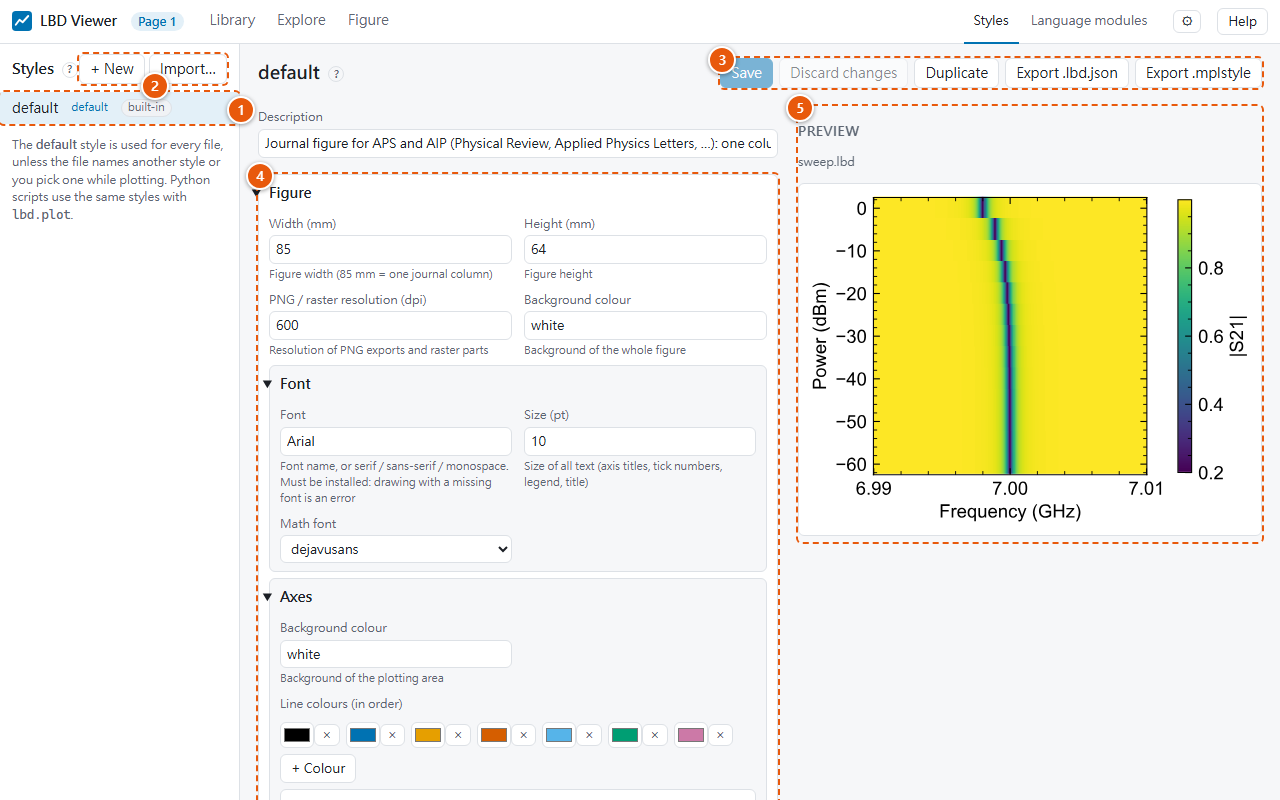 LBD Viewer Page 1 Library Explore Figure Styles Language modules Help
Styles ? + New Import...
2
1
default default built-in
The default style is used for every file,
unless the file names another style or
you pick one while plotting. Python
scripts use the same styles with
lbd.plot.
default ?
3
Save Discard changes Duplicate Export .lbd.json Export .mplstyle
Description
Journal figure for APS and AIP (Physical Review, Applied Physics Letters, ...): one colu
4
Figure
Width (mm) Height (mm)
85 64
Figure width (85 mm = one journal column) Figure height
PNG / raster resolution (dpi) Background colour
600 white
Resolution of PNG exports and raster parts Background of the whole figure
Font
Font Size (pt)
Arial 10
Font name, or serif / sans-serif / monospace. Size of all text (axis titles, tick numbers,
Must be installed: drawing with a missing legend, title)
font is an error
Math font
dejavusans
Axes
Background colour
white
Background of the plotting area
Line colours (in order)
× × × × × × ×
+ Colour
5
PREVIEW
sweep.lbd
0
−10
−20
−30
−40
−50
−60
Power (dBm)
6.99 7.00 7.01
Frequency (GHz)
0.8
0.6
0.4
0.2
|S21|